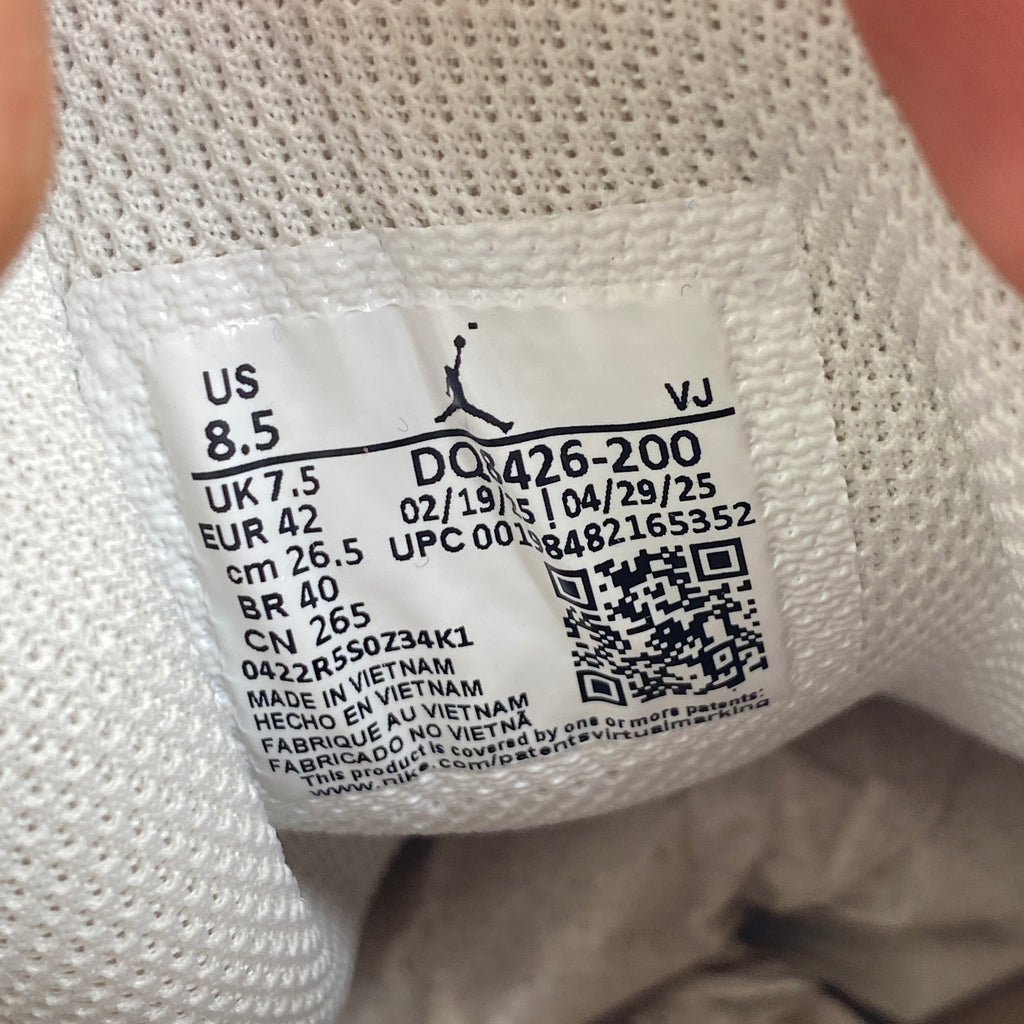 US
8.5
VJ
UK 7.5
DQ8426-200
EUR 42
02/19/25 | 04/29/25
cm 26.5
UPC 00198482165352
BR 40
CN 265
0422R5S0Z34K1
MADE IN VIETNAM
HECHO EN VIETNAM
FABRIQUE AU VIETNAM
FABRICADO NO VIETNÃ
This product is covered by one or more patents:
www.nike.com/patentsvirtualmarking